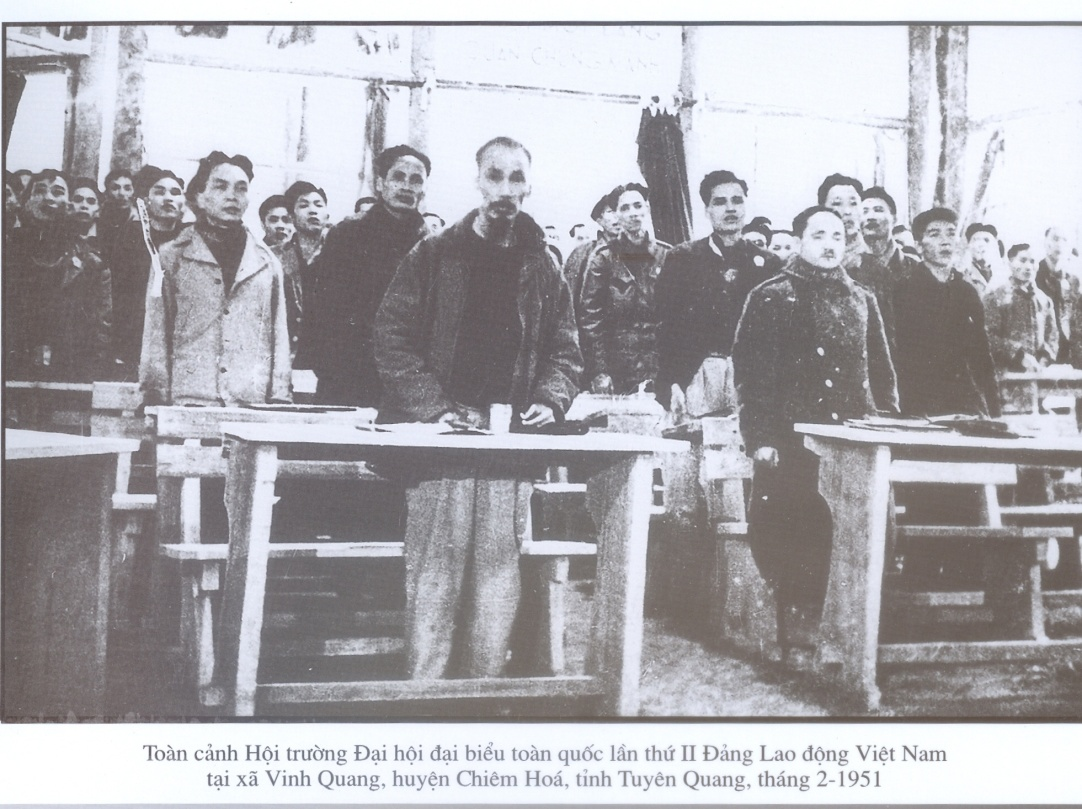 Toàn cảnh Hội trường Đại hội đại biểu toàn quốc lần thứ II Đảng Lao động Việt Nam
tại xã Vinh Quang, huyện Chiêm Hoá, tỉnh Tuyên Quang, tháng 2-1951